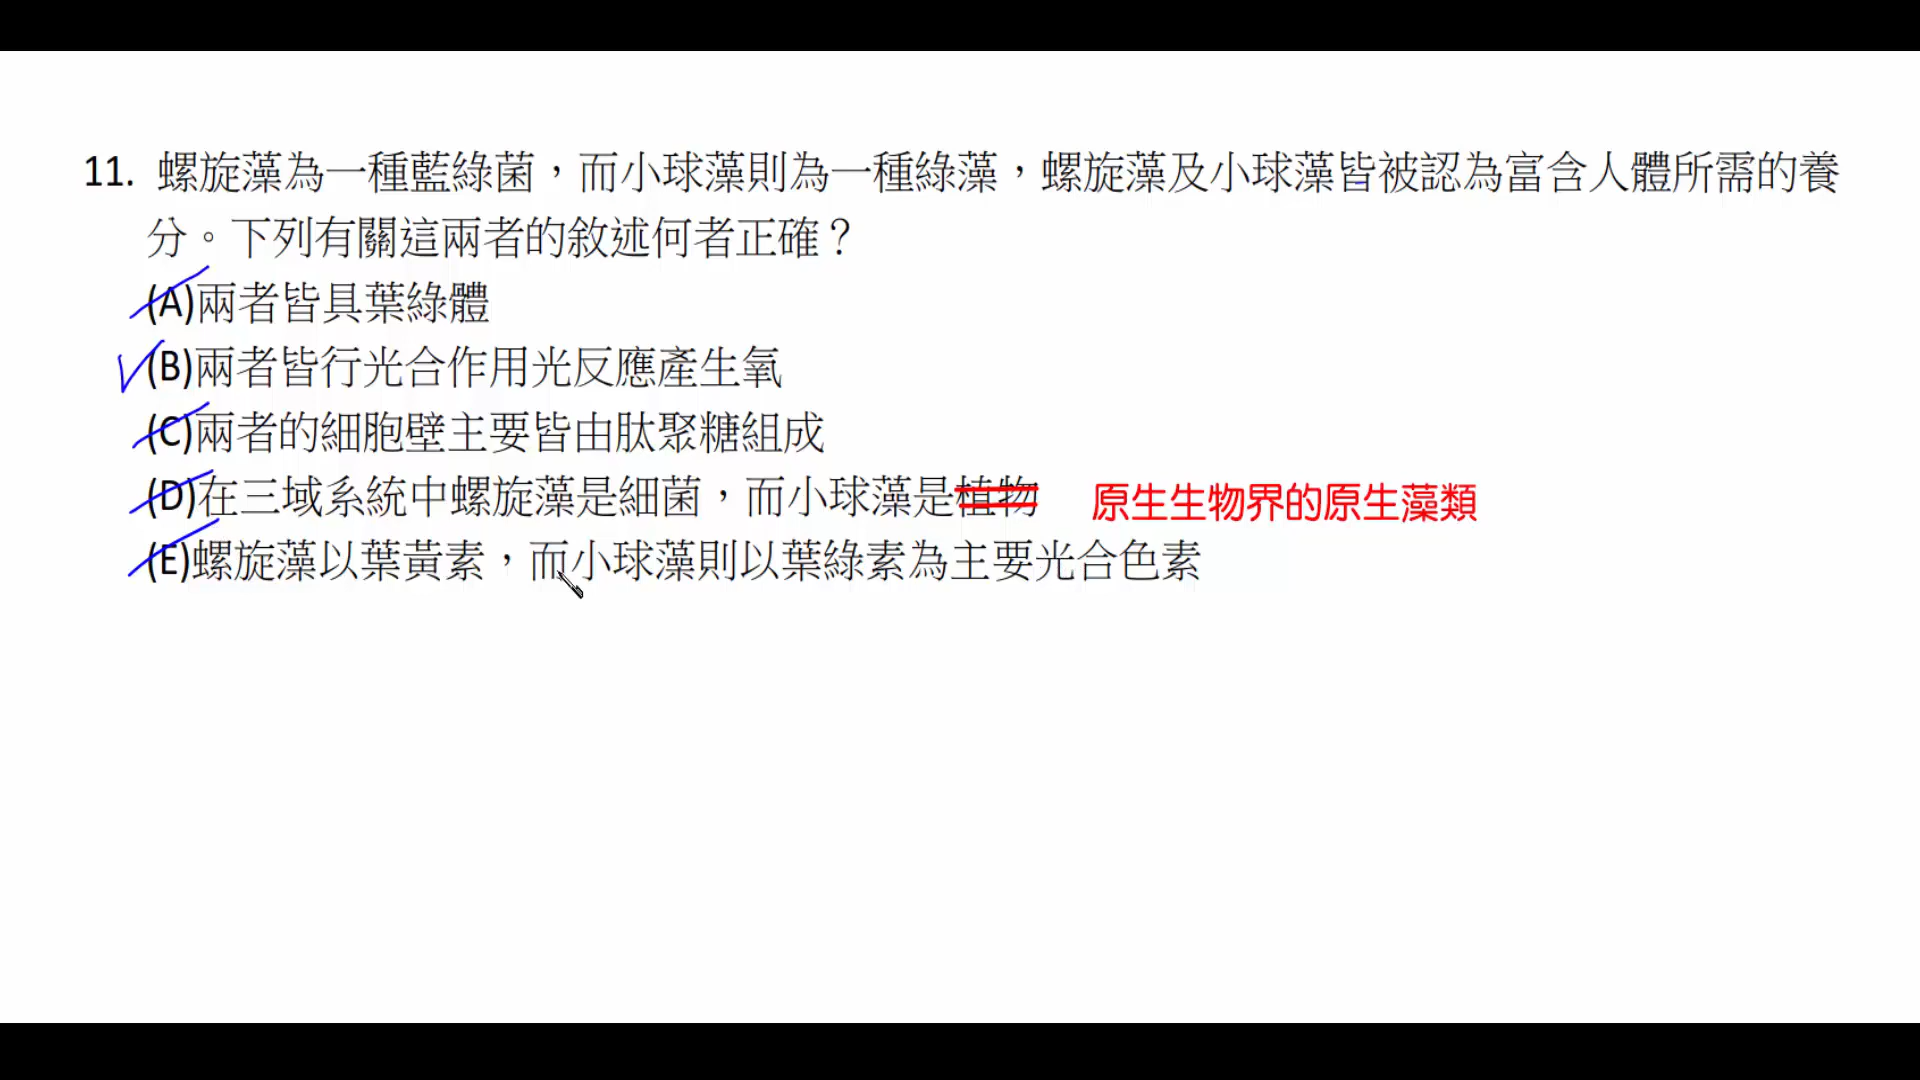 11. 螺旋藻為一種藍綠菌，而小球藻則為一種綠藻，螺旋藻及小球藻皆被認為富含人體所需的養
分。下列有關這兩者的敘述何者正確？
(A)兩者皆具葉綠體
(B)兩者皆行光合作用光反應產生氧
(C)兩者的細胞壁主要皆由肽聚糖組成
(D)在三域系統中螺旋藻是細菌，而小球藻是植物 原生生物界的原生藻類
(E)螺旋藻以葉黃素，而小球藻則以葉綠素為主要光合色素